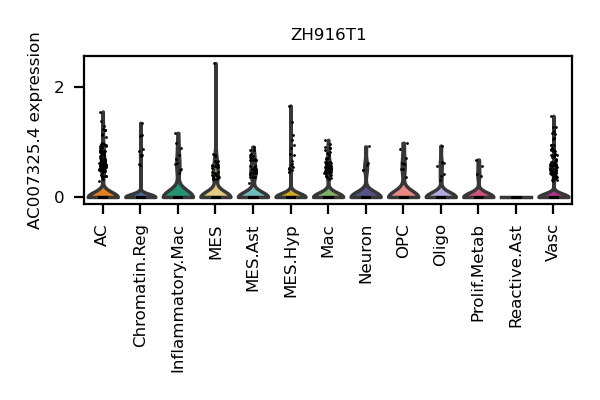 ZH916T1
AC007325.4 expression
2
0
AC
Chromatin.Reg
Inflammatory.Mac
MES
MES.Ast
MES.Hyp
Mac
Neuron
OPC
Oligo
Prolif.Metab
Reactive.Ast
Vasc